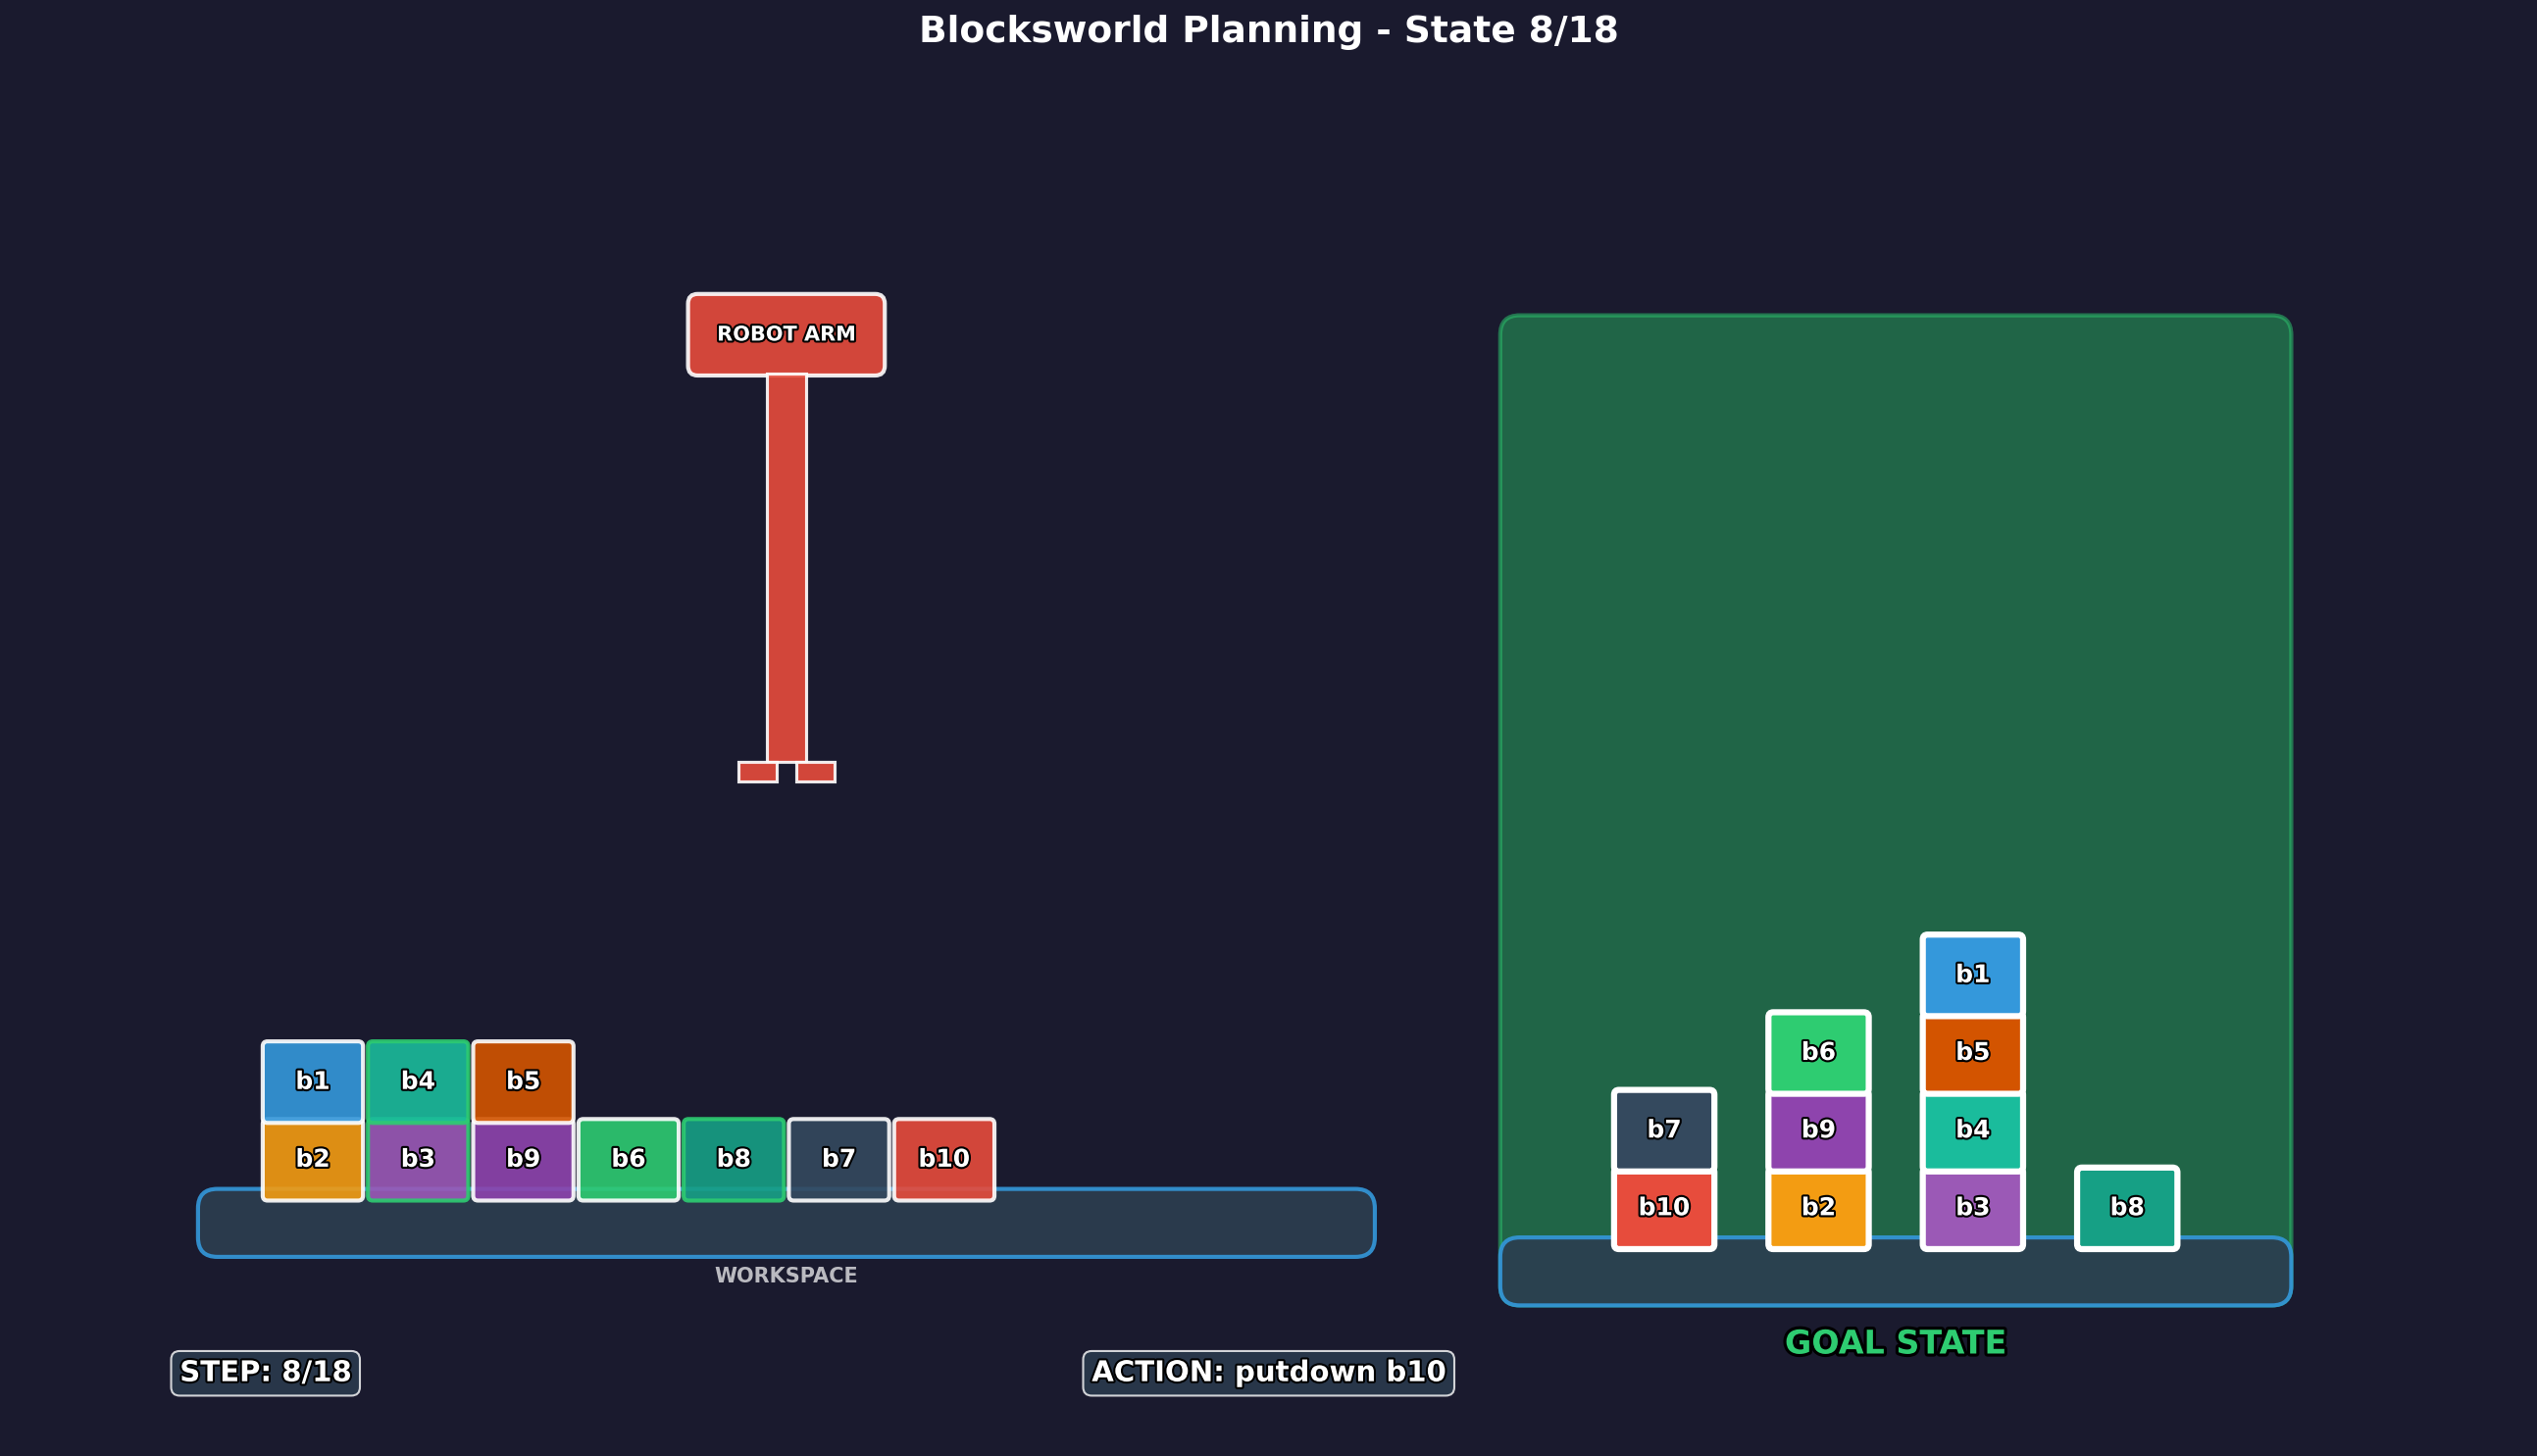 Blocksworld Planning - State 8/18
ROBOT ARM
b1 b4 b5
b2 b3 b9 b6 b8 b7 b10
WORKSPACE
b1
b6 b5
b7 b9 b4
b10 b2 b3 b8
GOAL STATE
STEP: 8/18
ACTION: putdown b10